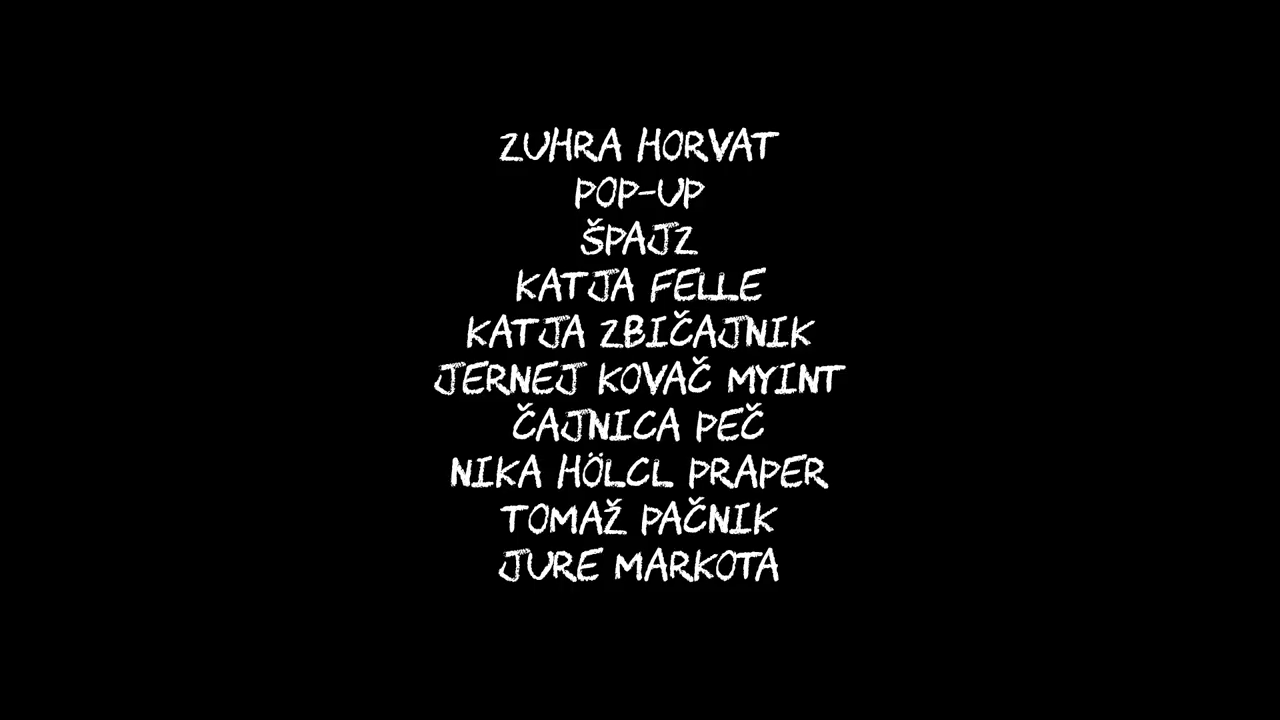 ZUHRA HORVAT
POP-UP
ŠPAJZ
KATJA FELLE
KATJA ZBIČAJNIK
JERNEJ KOVAČ MYINT
ČAJNICA PEČ
NIKA HÖLCL PRAPER
TOMAŽ PAČNIK
JURE MARKOTA